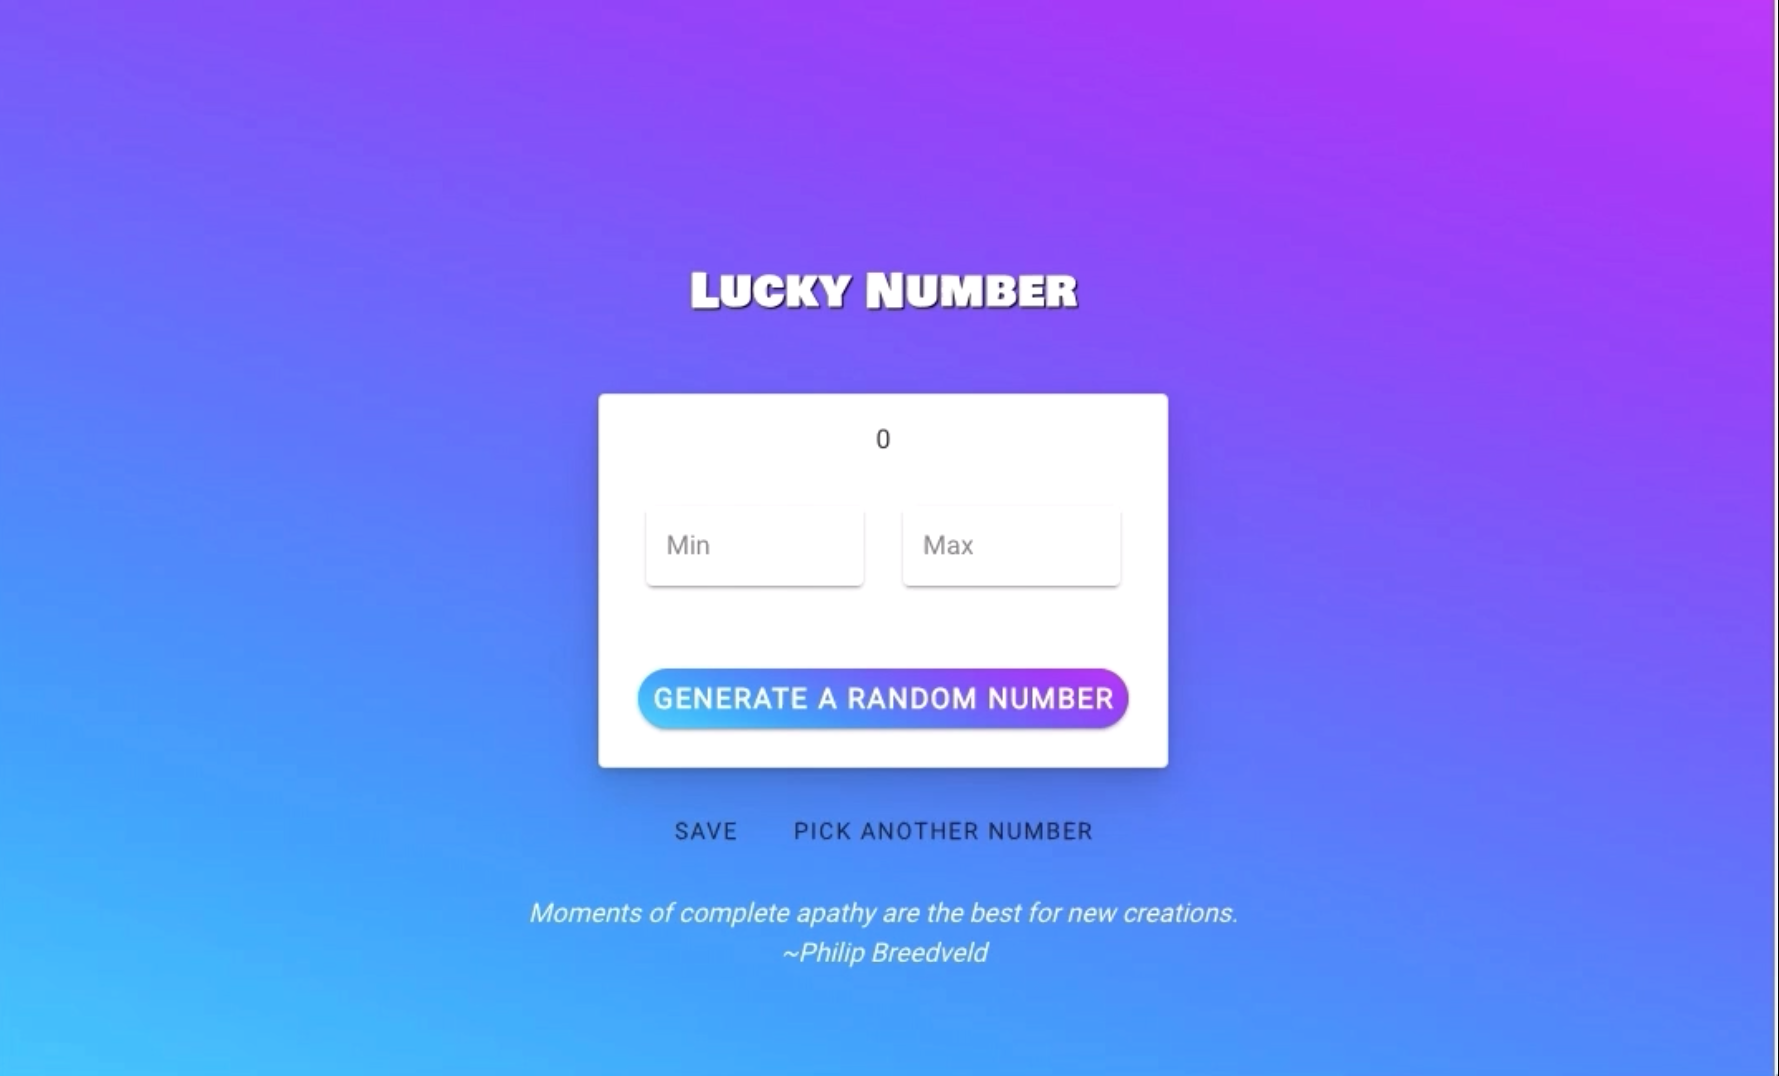 Lucky Number
0
Min
Max
GENERATE A RANDOM NUMBER
SAVE
PICK ANOTHER NUMBER
Moments of complete apathy are the best for new creations.
~Philip Breedveld